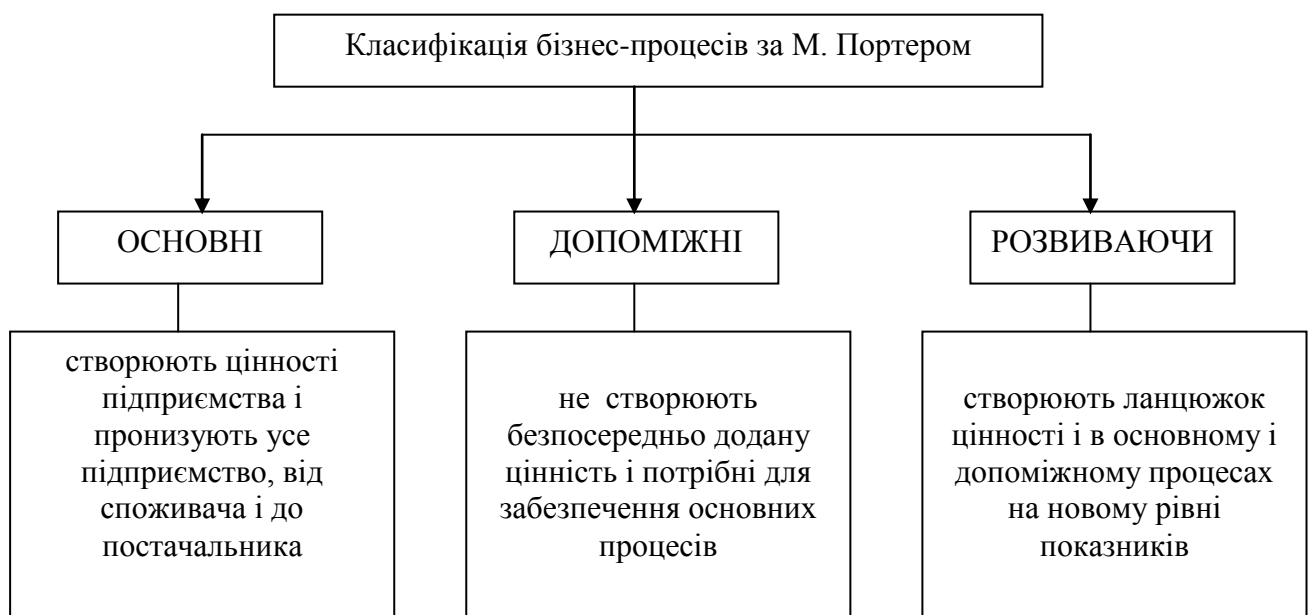 Класифікація бізнес-процесів за М. Портером
ОСНОВНІ
ДОПОМІЖНІ
РОЗВИВАЮЧИ
створюють цінності
підприємства і
пронизують усе
підприємство, від
споживача і до
постачальника
не створюють
безпосередньо додану
цінність і потрібні для
забезпечення основних
процесів
створюють ланцюжок
цінності і в основному і
допоміжному процесах
на новому рівні
показників